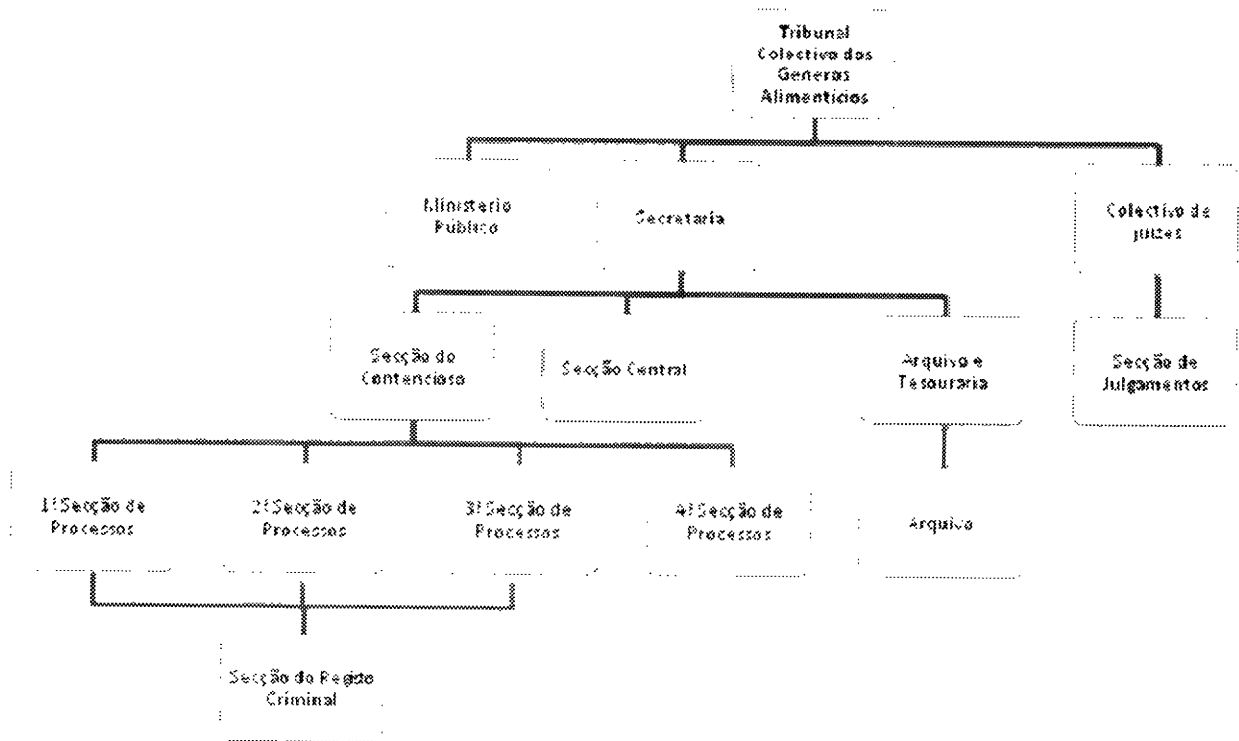 Tribunal
Colectivo dos
Generos
Alimentícios
Ministerio
Público
Secretaria
Colectivo de
juizes
Secção do
Contencioso
Secção Central
Arquivo e
Tesouraria
Secção de
Julgamentos
1ª Secção de
Processos
2ª Secção de
Processos
3ª Secção de
Processos
4ª Secção de
Processos
Arquivo
Secção do Registo
Criminal